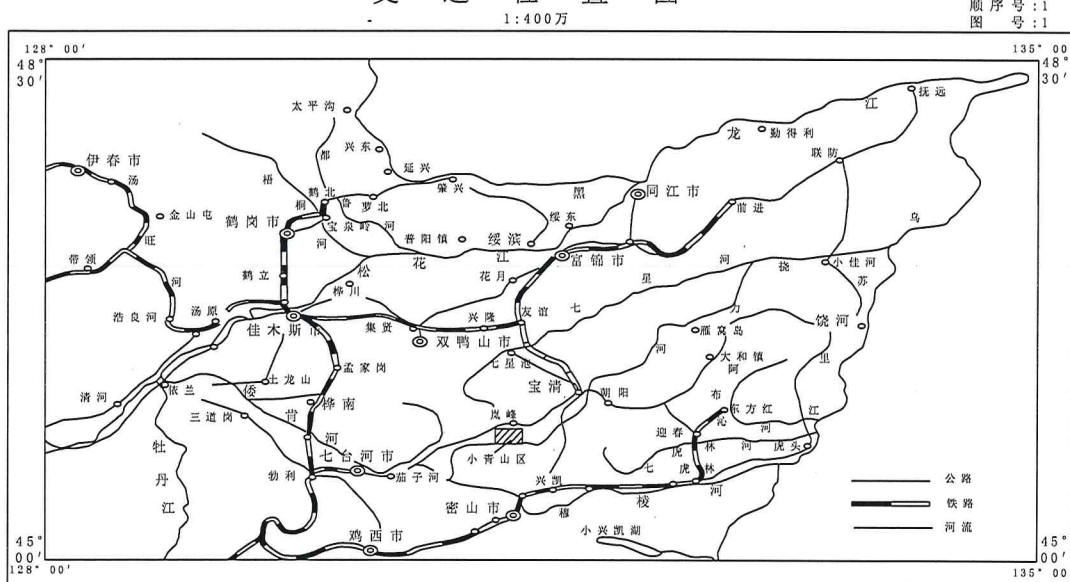 1:400万
顺序号:1
图 号:1
128° 00′
135° 00′
48°
30′
48°
30′
抚远
江
太平沟
龙
勤得利
兴东
都
联防
伊春市
汤
延兴
梧
肇兴
黑
同江市
鹤北
鲁
萝北
桐
前进
乌
金山屯
鹤岗市
宝泉岭
河
绥东
旺
河
普阳镇
绥滨
带领
花
江
富锦市
河
挠
小佳河
鹤立
松
花月
星
苏
河
桦川
七
浩良河
汤原
友谊
力
饶河
佳木斯市
集贤
兴隆
雁窝岛
双鸭山市
河
里
七星池
大和镇
孟家岗
阿
土龙山
宝清
倭
朝阳
布
清河
依兰
桦南
东方红
三道岗
肯
岚峰
沁
江
迎春
河
牡
河
虎
林
河
虎头
七台河市
小青山区
丹
勃利
茄子河
兴凯
七
虎
林
公路
江
密山市
穆
棱
河
铁路
鸡西市
小兴凯湖
河流
45°
00′
45°
00′
128° 00′
135° 00′